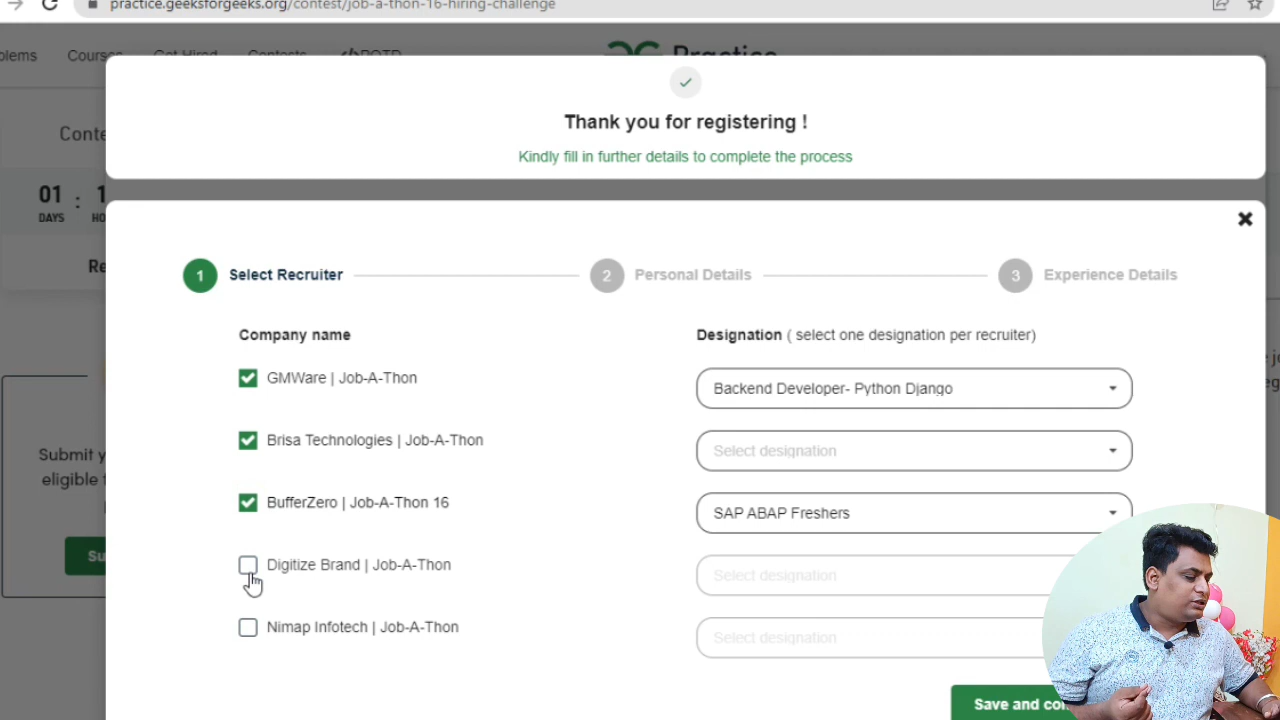 practice.geeksforgeeks.org/contest/job-a-thon-16-hiring-challenge
Practice
Thank you for registering !
Kindly fill in further details to complete the process
01 :
DAYS
1 Select Recruiter 2 Personal Details 3 Experience Details
Company name Designation ( select one designation per recruiter)
GMWare | Job-A-Thon Backend Developer- Python Django
Brisa Technologies | Job-A-Thon Select designation
BufferZero | Job-A-Thon 16 SAP ABAP Freshers
Digitize Brand | Job-A-Thon Select designation
Nimap Infotech | Job-A-Thon Select designation
Submit
eligible
Save and